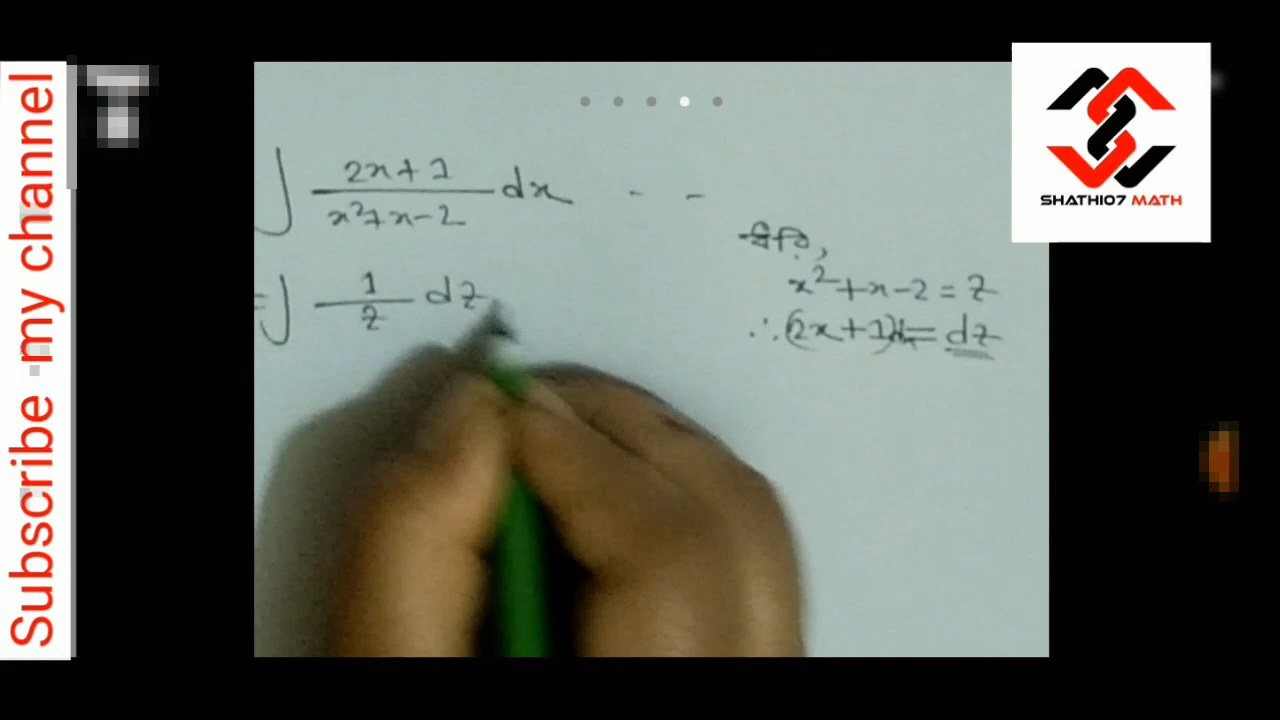 Subscribe my channel
SHATHI07 MATH
∫ 2x+1 / x²+x-2 dx - -
= ∫ 1/z dz
ধরি,
x²+x-2 = z
∴ (2x+1)dx = dz